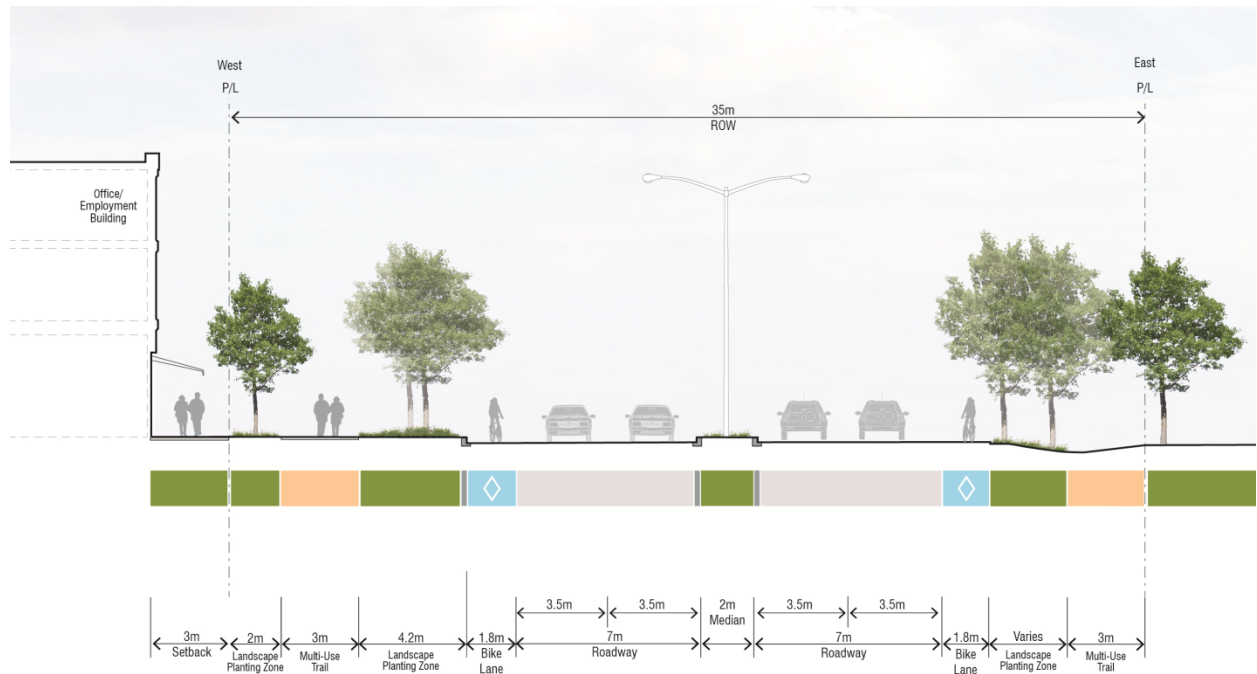 West
P/L
East
P/L
35m
ROW
Office/
Employment
Building
3.5m
3.5m
2m
Median
3.5m
3.5m
3m
Setback
2m
Landscape
Planting Zone
3m
Multi-Use
Trail
4.2m
Landscape
Planting Zone
1.8m
Bike
Lane
7m
Roadway
7m
Roadway
1.8m
Bike
Lane
Varies
Landscape
Planting Zone
3m
Multi-Use
Trail